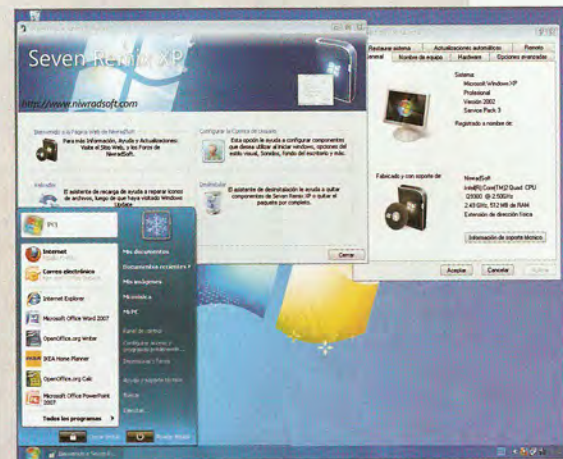 Seven Remix XP
http://www.niwradsoft.com
Bienvenido a la Página Web de NiwradSoft
Para más Información, Ayuda y Actualizaciones:
Visite el Sitio Web, y los Foros de
NiwradSoft.
Configurar la Cuenta de Usuario
Esta opción le ayuda a configurar componentes
que desea utilizar al iniciar windows, opciones del
estilo visual, Sonidos, fondo del escritorio y más.
El asistente de recarga de ayuda a reparar iconos
de archivos, luego de que haya visitado Windows
Update
Desinstalar
El asistente de desinstalación le ayuda a quitar
componentes de Seven Remix XP o quitar el
paquete por completo.
Cerrar
Restaurar sistema
Actualizaciones automáticas
Remoto
General
Nombre de equipo
Hardware
Opciones avanzadas
Sistema:
Microsoft Windows XP
Profesional
Versión 2002
Service Pack 3
Registrado a nombre de:
Fabricado y con soporte de:
NiwradSoft
Intel(R) Core(TM)2 Quad CPU
Q9300 @ 2.50GHz
2.49 GHz, 512 MB de RAM
Extensión de dirección física
Información de soporte técnico
Aceptar
Cancelar
Aplicar
PC1
Internet
Mozilla Firefox
Correo electrónico
Internet Explorer
Microsoft Office Word 2007
OpenOffice.org Writer
IKEA Home Planner
OpenOffice.org Calc
Microsoft Office PowerPoint
2007
Todos los programas
Mis documentos
Documentos recientes
Mis imágenes
Mi música
Mi PC
Panel de control
Configurar acceso y
programas predeterminados
Impresoras y faxes
Ayuda y soporte técnico
Buscar
Ejecutar...